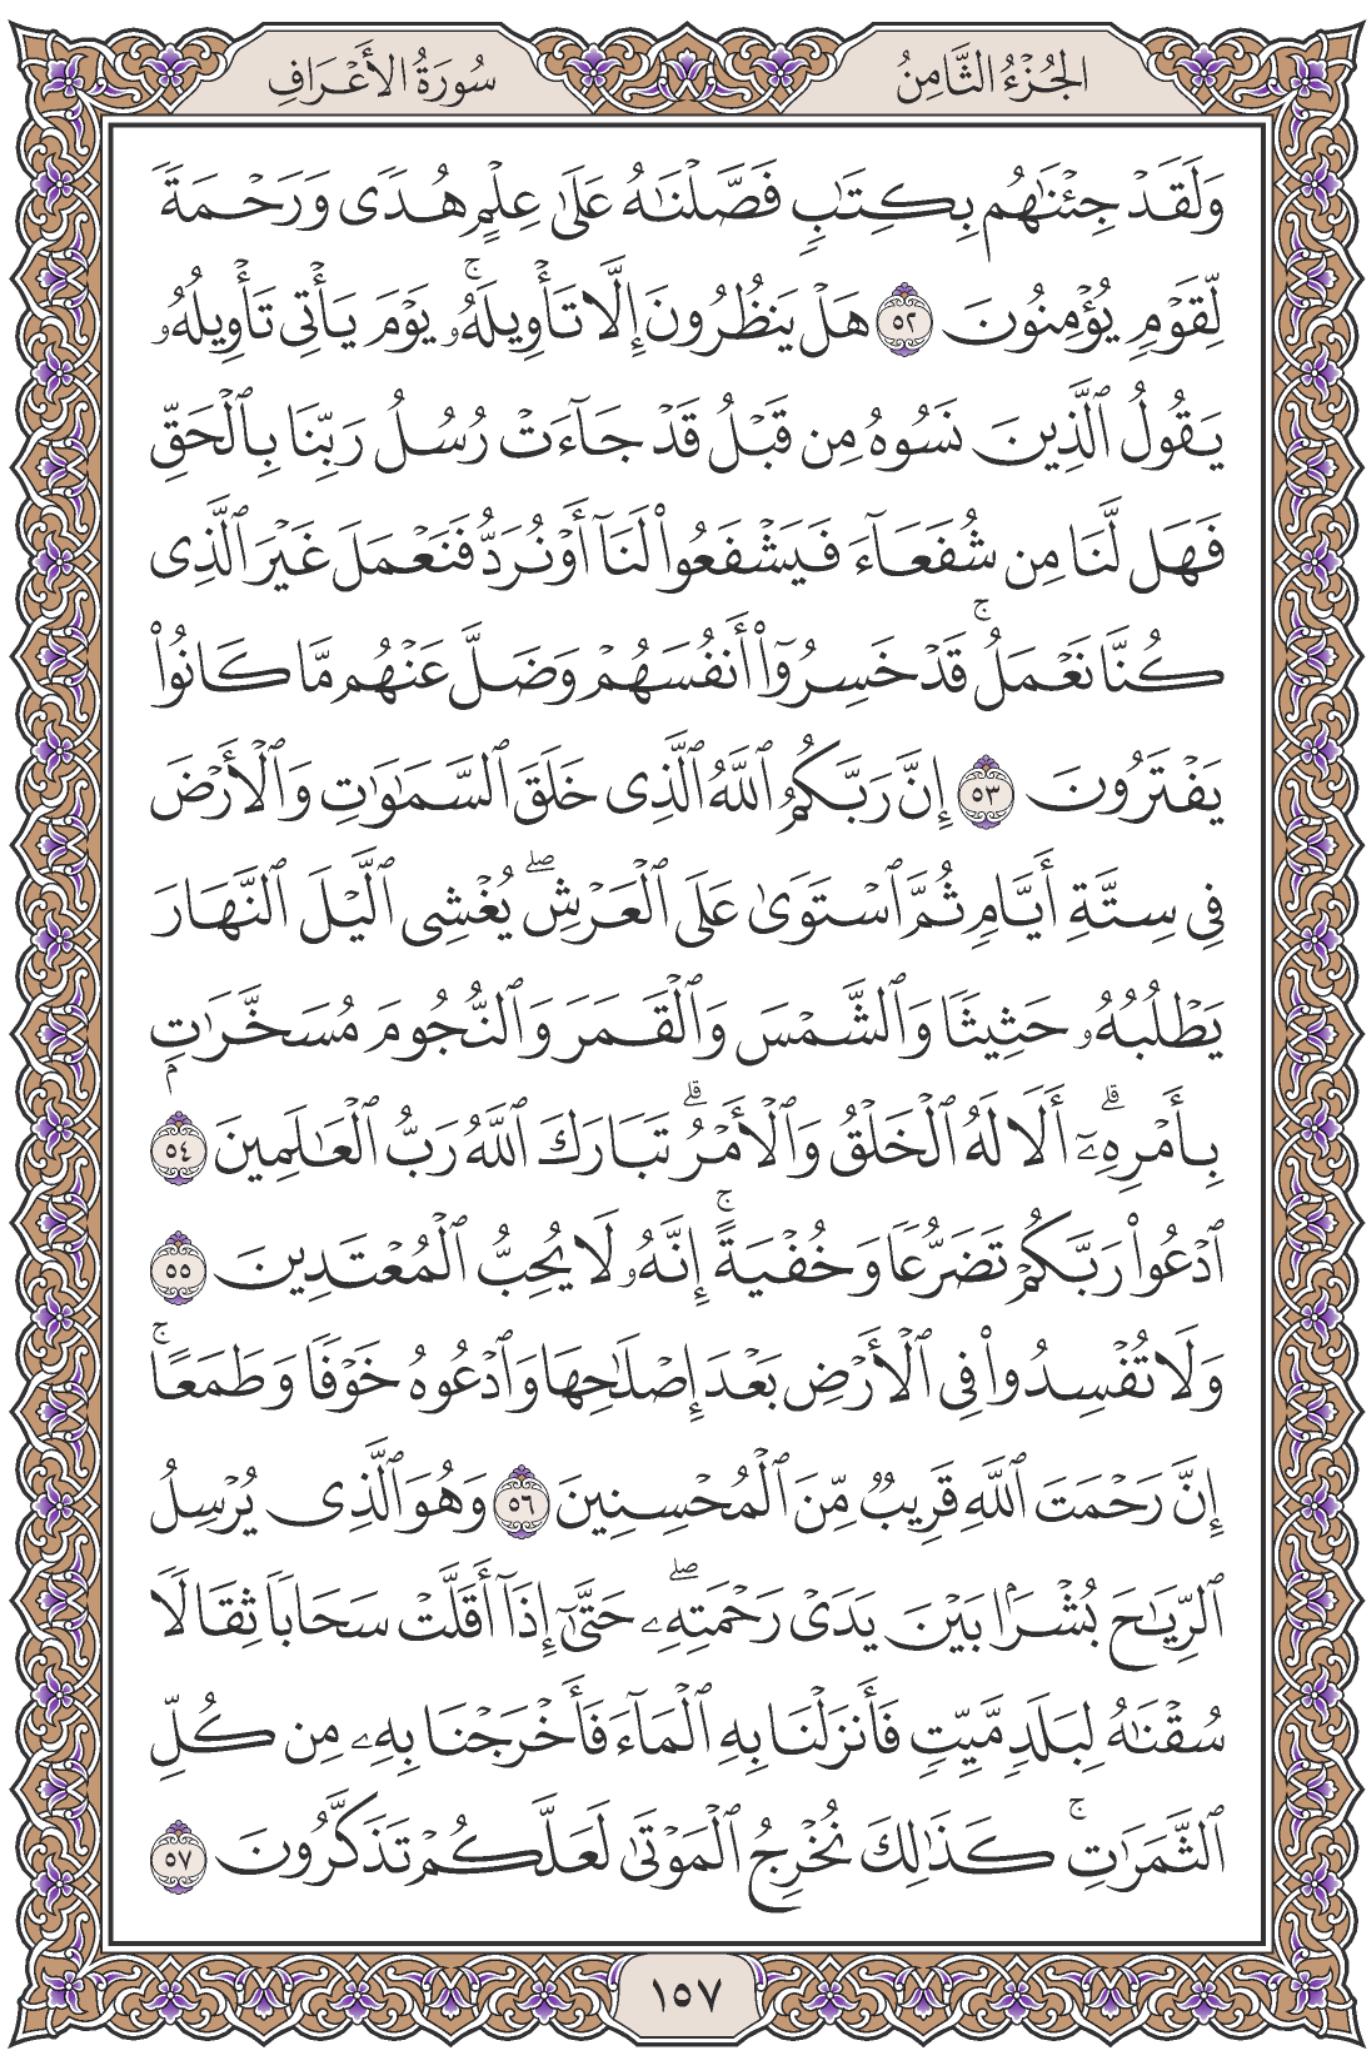 الجُزْءُ الثَّامِنُ
سُورَةُ الأَعْرَافِ
وَلَقَدْ جِئْنَٰهُم بِكِتَٰبٖ فَصَّلْنَٰهُ عَلَىٰ عِلْمٍ هُدٗى وَرَحْمَةٗ
لِّقَوْمٖ يُؤْمِنُونَ ٥٢ هَلْ يَنظُرُونَ إِلَّا تَأْوِيلَهُۥۚ يَوْمَ يَأْتِي تَأْوِيلُهُۥ
يَقُولُ ٱلَّذِينَ نَسُوهُ مِن قَبْلُ قَدْ جَآءَتْ رُسُلُ رَبِّنَا بِٱلْحَقِّ
فَهَل لَّنَا مِن شُفَعَآءَ فَيَشْفَعُوا۟ لَنَآ أَوْ نُرَدُّ فَنَعْمَلَ غَيْرَ ٱلَّذِي
كُنَّا نَعْمَلُۚ قَدْ خَسِرُوٓا۟ أَنفُسَهُمْ وَضَلَّ عَنْهُم مَّا كَانُوا۟
يَفْتَرُونَ ٥٣ إِنَّ رَبَّكُمُ ٱللَّهُ ٱلَّذِي خَلَقَ ٱلسَّمَٰوَٰتِ وَٱلْأَرْضَ
فِي سِتَّةِ أَيَّامٖ ثُمَّ ٱسْتَوَىٰ عَلَى ٱلْعَرْشِۖ يُغْشِي ٱلَّيْلَ ٱلنَّهَارَ
يَطْلُبُهُۥ حَثِيثٗا وَٱلشَّمْسَ وَٱلْقَمَرَ وَٱلنُّجُومَ مُسَخَّرَٰتِۭ
بِأَمْرِهِۦٓۗ أَلَا لَهُ ٱلْخَلْقُ وَٱلْأَمْرُۗ تَبَارَكَ ٱللَّهُ رَبُّ ٱلْعَٰلَمِينَ ٥٤
ٱدْعُوا۟ رَبَّكُمْ تَضَرُّعٗا وَخُفْيَةًۚ إِنَّهُۥ لَا يُحِبُّ ٱلْمُعْتَدِينَ ٥٥
وَلَا تُفْسِدُوا۟ فِي ٱلْأَرْضِ بَعْدَ إِصْلَٰحِهَا وَٱدْعُوهُ خَوْفٗا وَطَمَعًاۚ
إِنَّ رَحْمَتَ ٱللَّهِ قَرِيبٞ مِّنَ ٱلْمُحْسِنِينَ ٥٦ وَهُوَ ٱلَّذِي يُرْسِلُ
ٱلرِّيَٰحَ بُشْرَۢا بَيْنَ يَدَيْ رَحْمَتِهِۦۖ حَتَّىٰٓ إِذَآ أَقَلَّتْ سَحَابٗا ثِقَالٗا
سُقْنَٰهُ لِبَلَدٖ مَّيِّتٖ فَأَنزَلْنَا بِهِ ٱلْمَآءَ فَأَخْرَجْنَا بِهِۦ مِن كُلِّ
ٱلثَّمَرَٰتِۚ كَذَٰلِكَ نُخْرِجُ ٱلْمَوْتَىٰ لَعَلَّكُمْ تَذَكَّرُونَ ٥٧
١٥٧